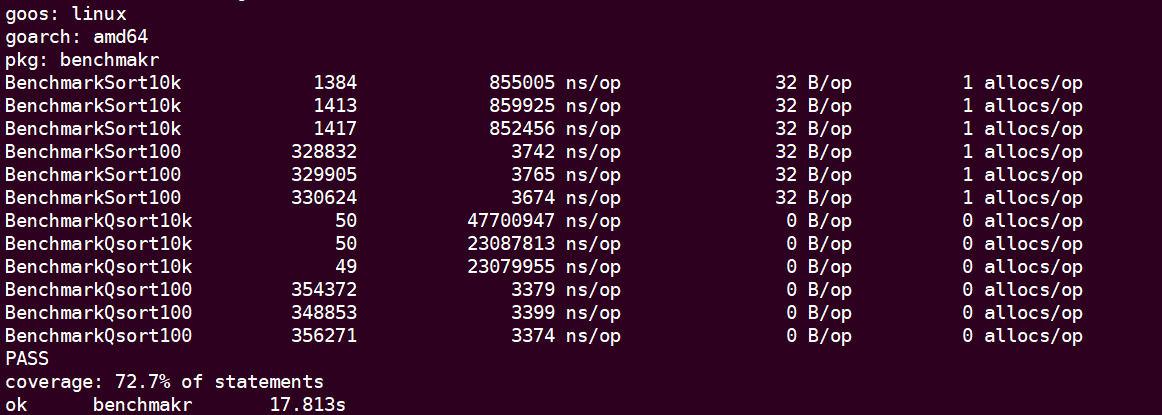 goos: linux
goarch: amd64
pkg: benchmakr
BenchmarkSort10k 1384 855005 ns/op 32 B/op 1 allocs/op
BenchmarkSort10k 1413 859925 ns/op 32 B/op 1 allocs/op
BenchmarkSort10k 1417 852456 ns/op 32 B/op 1 allocs/op
BenchmarkSort100 328832 3742 ns/op 32 B/op 1 allocs/op
BenchmarkSort100 329905 3765 ns/op 32 B/op 1 allocs/op
BenchmarkSort100 330624 3674 ns/op 32 B/op 1 allocs/op
BenchmarkQsort10k 50 47700947 ns/op 0 B/op 0 allocs/op
BenchmarkQsort10k 50 23087813 ns/op 0 B/op 0 allocs/op
BenchmarkQsort10k 49 23079955 ns/op 0 B/op 0 allocs/op
BenchmarkQsort100 354372 3379 ns/op 0 B/op 0 allocs/op
BenchmarkQsort100 348853 3399 ns/op 0 B/op 0 allocs/op
BenchmarkQsort100 356271 3374 ns/op 0 B/op 0 allocs/op
PASS
coverage: 72.7% of statements
ok benchmakr 17.813s